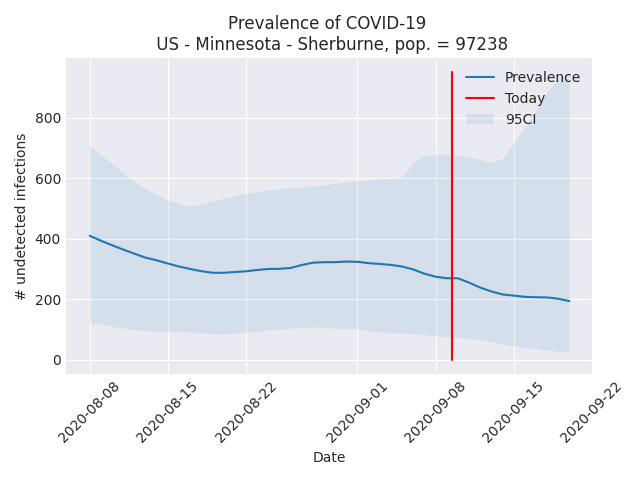 Prevalence of COVID-19
US - Minnesota - Sherburne, pop. = 97238
Prevalence
Today
95CI
# undetected infections
800
600
400
200
0
2020-08-08
2020-08-15
2020-08-22
2020-09-01
2020-09-08
2020-09-15
2020-09-22
Date